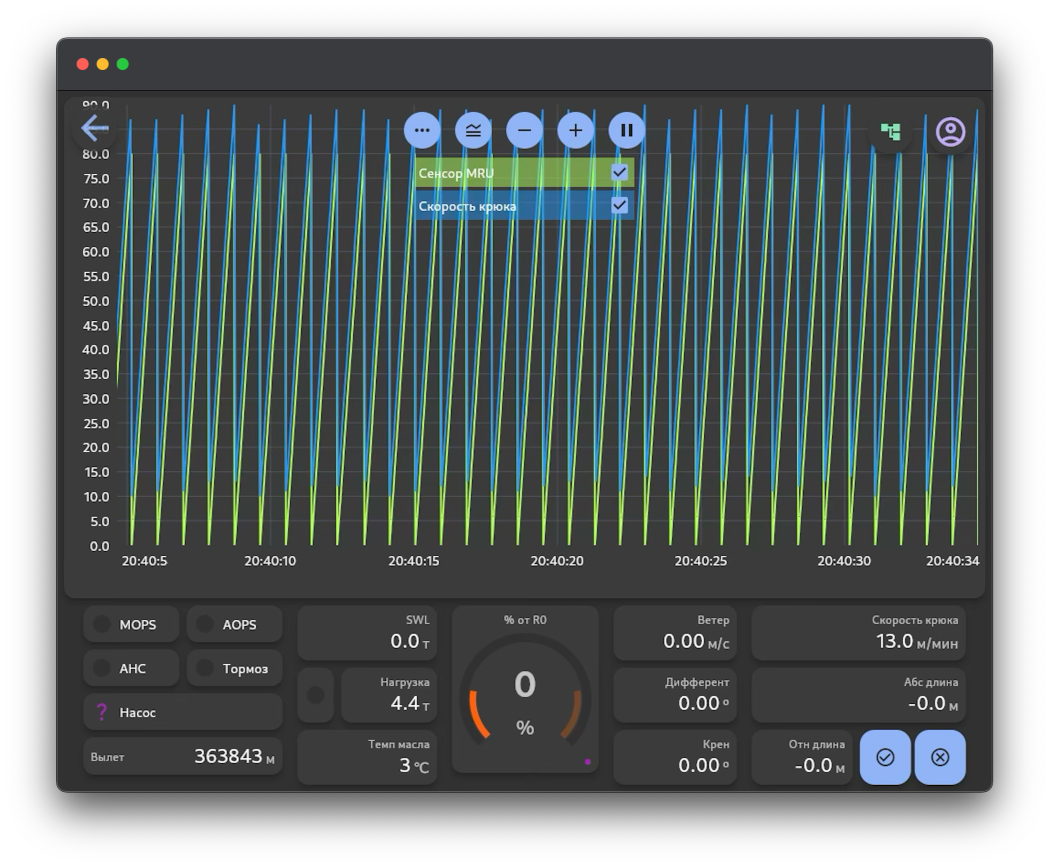 90.0
80.0
75.0
70.0
65.0
60.0
55.0
50.0
45.0
40.0
35.0
30.0
25.0
20.0
15.0
10.0
5.0
0.0
Сенсор MRU
Скорость крюка
20:40:5 20:40:10 20:40:15 20:40:20 20:40:25 20:40:30 20:40:34
MOPS AOPS
АНС Тормоз
? Насос
Вылет 363843 м
SWL
0.0 т
Нагрузка
4.4 т
Темп масла
3 °C
% от R0
0
%
Ветер
0.00 м/с
Дифферент
0.00 º
Крен
0.00 º
Скорость крюка
13.0 м/мин
Абс длина
-0.0 м
Отн длина
-0.0 м